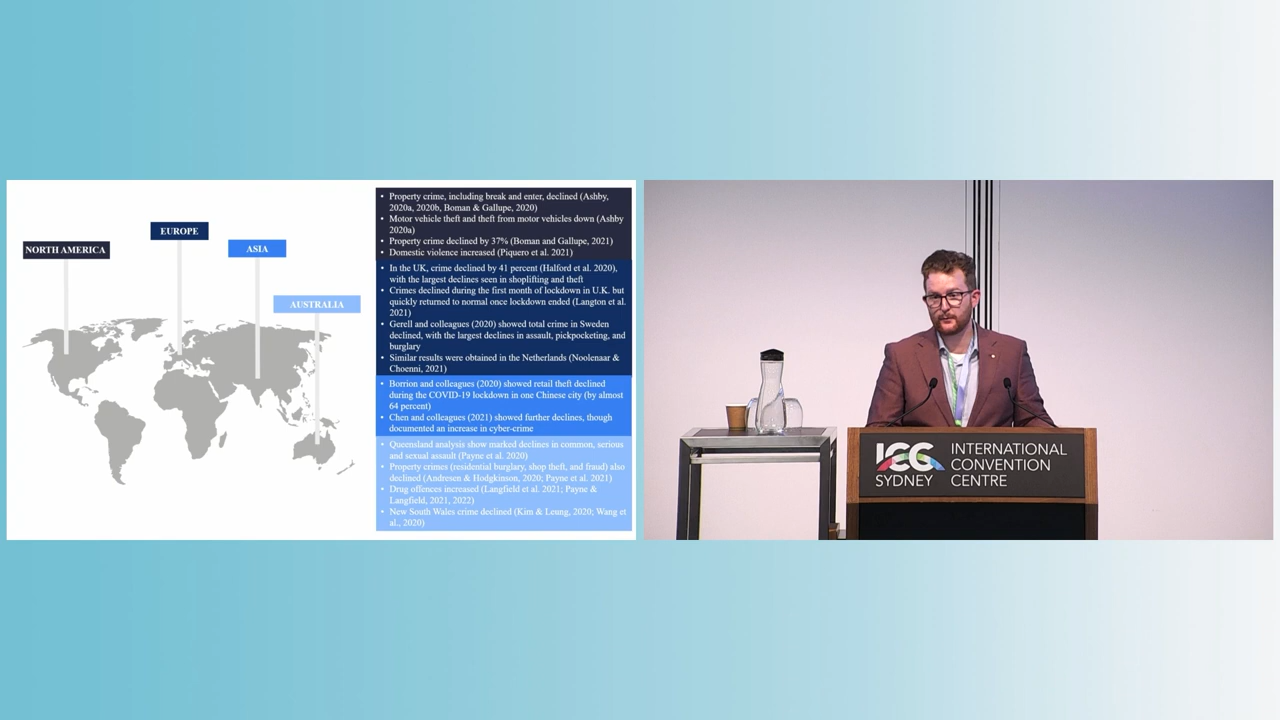 NORTH AMERICA
EUROPE
ASIA
AUSTRALIA
• Property crime, including break and enter, declined (Ashby,
2020a, 2020b, Boman & Gallupe, 2020)
• Motor vehicle theft and theft from motor vehicles down (Ashby
2020a)
• Property crime declined by 37% (Boman and Gallupe, 2021)
• Domestic violence increased (Piquero et al. 2021)
• In the UK, crime declined by 41 percent (Halford et al. 2020),
with the largest declines seen in shoplifting and theft
• Crimes declined during the first month of lockdown in U.K. but
quickly returned to normal once lockdown ended (Langton et al.
2021)
• Gerell and colleagues (2020) showed total crime in Sweden
declined, with the largest declines in assault, pickpocketing, and
burglary
• Similar results were obtained in the Netherlands (Noolenaar &
Choenni, 2021)
• Borrion and colleagues (2020) showed retail theft declined
during the COVID-19 lockdown in one Chinese city (by almost
64 percent)
• Chen and colleagues (2021) showed further declines, though
documented an increase in cyber-crime
• Queensland analysis show marked declines in common, serious
and sexual assault (Payne et al. 2020)
• Property crimes (residential burglary, shop theft, and fraud) also
declined (Andresen & Hodgkinson, 2020; Payne et al. 2021)
• Drug offences increased (Langfield et al. 2021; Payne &
Langfield, 2021, 2022)
• New South Wales crime declined (Kim & Leung, 2020; Wang et
al., 2020)
ICC
SYDNEY
INTERNATIONAL
CONVENTION
CENTRE